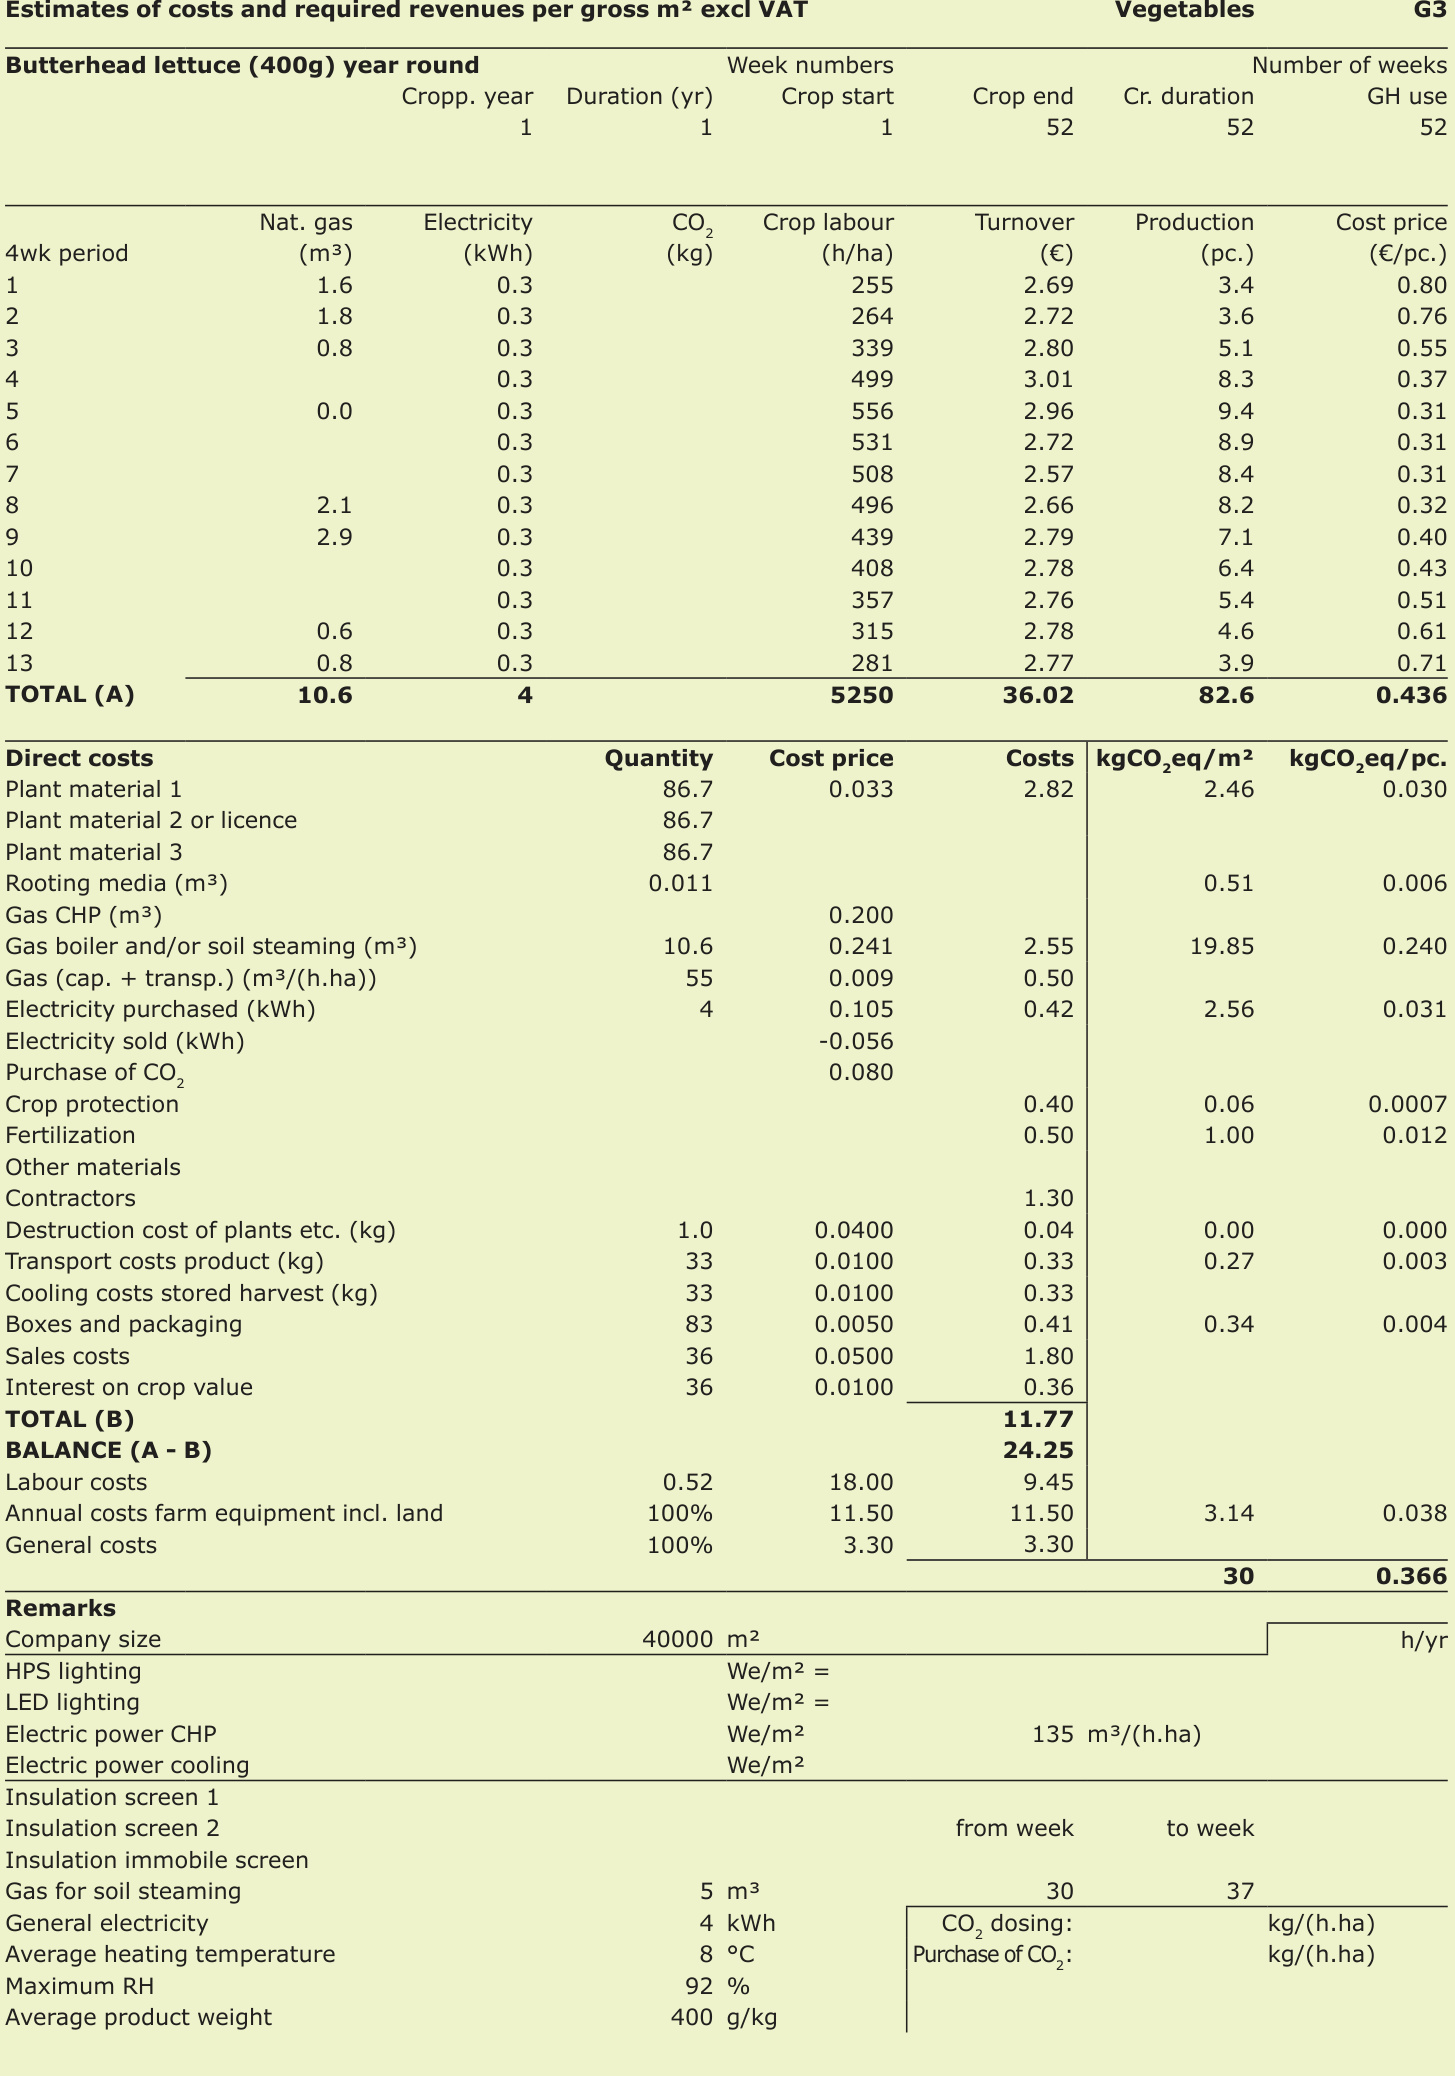 Estimates of costs and required revenues per gross m² excl VAT Vegetables G3
Butterhead lettuce (400g) year round Week numbers Number of weeks
Cropp. year Duration (yr) Crop start Crop end Cr. duration GH use
1 1 1 52 52 52
Nat. gas Electricity CO₂ Crop labour Turnover Production Cost price
4wk period (m³) (kWh) (kg) (h/ha) (€) (pc.) (€/pc.)
1 1.6 0.3 255 2.69 3.4 0.80
2 1.8 0.3 264 2.72 3.6 0.76
3 0.8 0.3 339 2.80 5.1 0.55
4 0.3 499 3.01 8.3 0.37
5 0.0 0.3 556 2.96 9.4 0.31
6 0.3 531 2.72 8.9 0.31
7 0.3 508 2.57 8.4 0.31
8 2.1 0.3 496 2.66 8.2 0.32
9 2.9 0.3 439 2.79 7.1 0.40
10 0.3 408 2.78 6.4 0.43
11 0.3 357 2.76 5.4 0.51
12 0.6 0.3 315 2.78 4.6 0.61
13 0.8 0.3 281 2.77 3.9 0.71
TOTAL (A) 10.6 4 5250 36.02 82.6 0.436
Direct costs Quantity Cost price Costs kgCO₂eq/m² kgCO₂eq/pc.
Plant material 1 86.7 0.033 2.82 2.46 0.030
Plant material 2 or licence 86.7
Plant material 3 86.7
Rooting media (m³) 0.011 0.51 0.006
Gas CHP (m³) 0.200
Gas boiler and/or soil steaming (m³) 10.6 0.241 2.55 19.85 0.240
Gas (cap. + transp.) (m³/(h.ha)) 55 0.009 0.50
Electricity purchased (kWh) 4 0.105 0.42 2.56 0.031
Electricity sold (kWh) -0.056
Purchase of CO₂ 0.080
Crop protection 0.40 0.06 0.0007
Fertilization 0.50 1.00 0.012
Other materials
Contractors 1.30
Destruction cost of plants etc. (kg) 1.0 0.0400 0.04 0.00 0.000
Transport costs product (kg) 33 0.0100 0.33 0.27 0.003
Cooling costs stored harvest (kg) 33 0.0100 0.33
Boxes and packaging 83 0.0050 0.41 0.34 0.004
Sales costs 36 0.0500 1.80
Interest on crop value 36 0.0100 0.36
TOTAL (B) 11.77
BALANCE (A - B) 24.25
Labour costs 0.52 18.00 9.45
Annual costs farm equipment incl. land 100% 11.50 11.50 3.14 0.038
General costs 100% 3.30 3.30
30 0.366
Remarks
Company size 40000 m² h/yr
HPS lighting We/m² =
LED lighting We/m² =
Electric power CHP We/m² 135 m³/(h.ha)
Electric power cooling We/m²
Insulation screen 1
Insulation screen 2 from week to week
Insulation immobile screen
Gas for soil steaming 5 m³ 30 37
General electricity 4 kWh CO₂ dosing: kg/(h.ha)
Average heating temperature 8 °C Purchase of CO₂: kg/(h.ha)
Maximum RH 92 %
Average product weight 400 g/kg